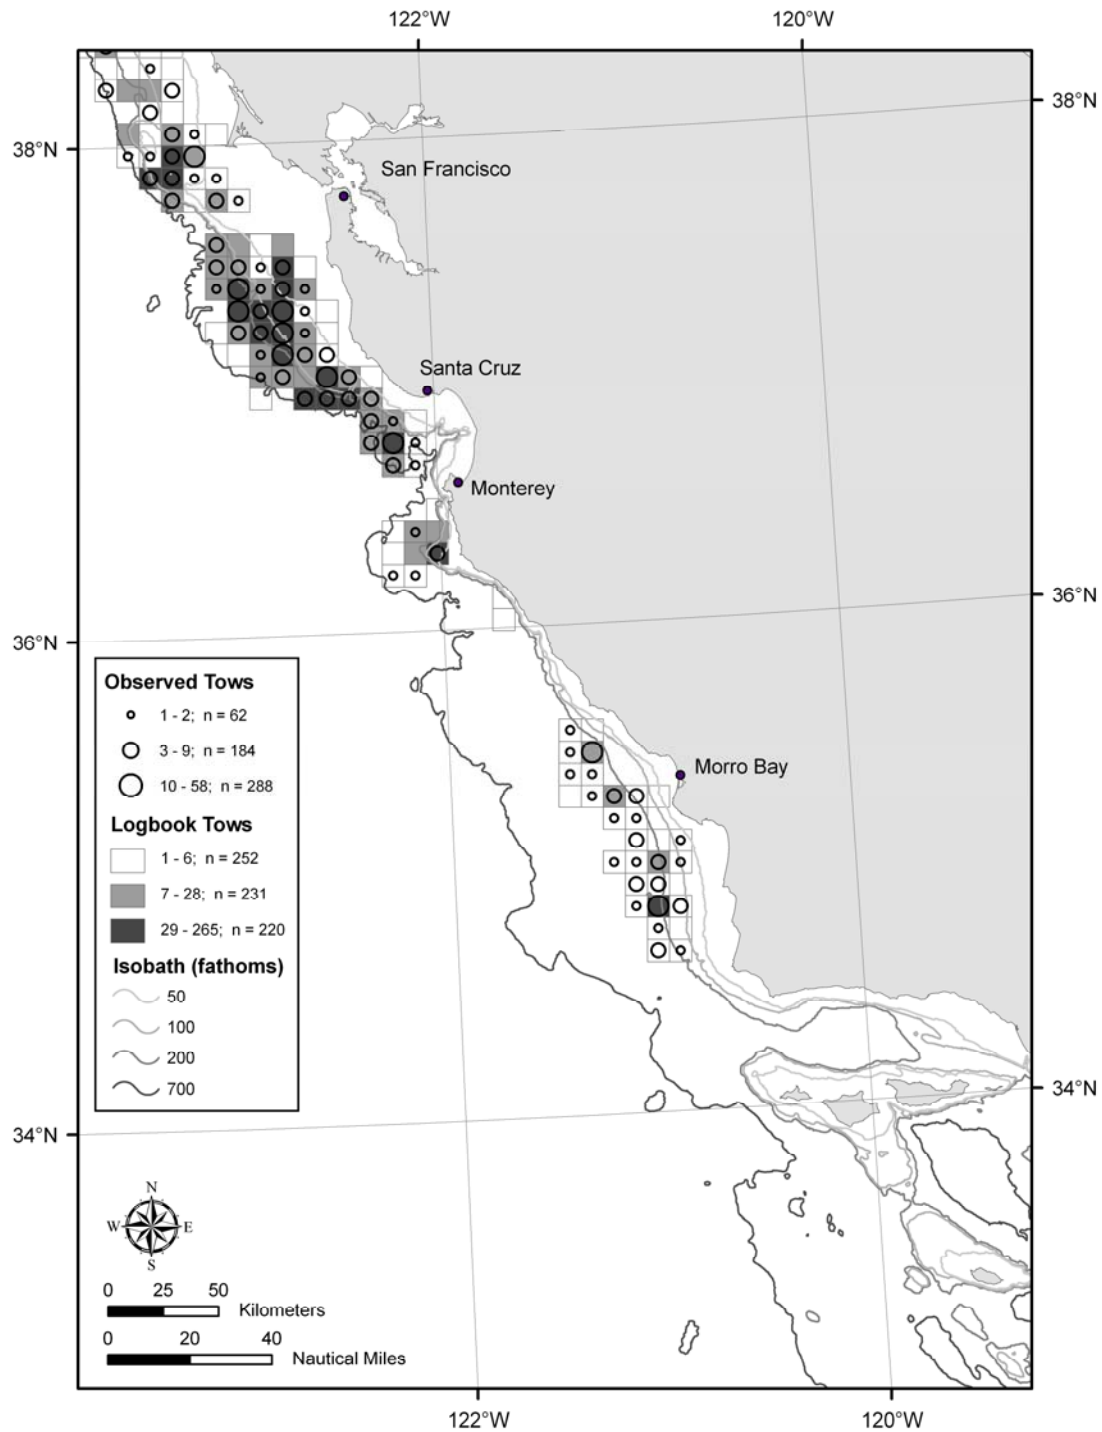 122°W
120°W
38°N
38°N
San Francisco
Santa Cruz
Monterey
36°N
36°N
Observed Tows
1 - 2; n = 62
3 - 9; n = 184
10 - 58; n = 288
Logbook Tows
1 - 6; n = 252
7 - 28; n = 231
29 - 265; n = 220
Isobath (fathoms)
50
100
200
700
Morro Bay
34°N
34°N
N
W E
S
0 25 50
Kilometers
0 20 40
Nautical Miles
122°W
120°W